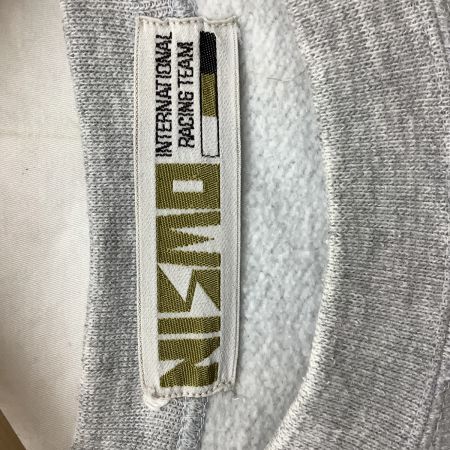 NISMO
INTERNATIONAL
RACING TEAM